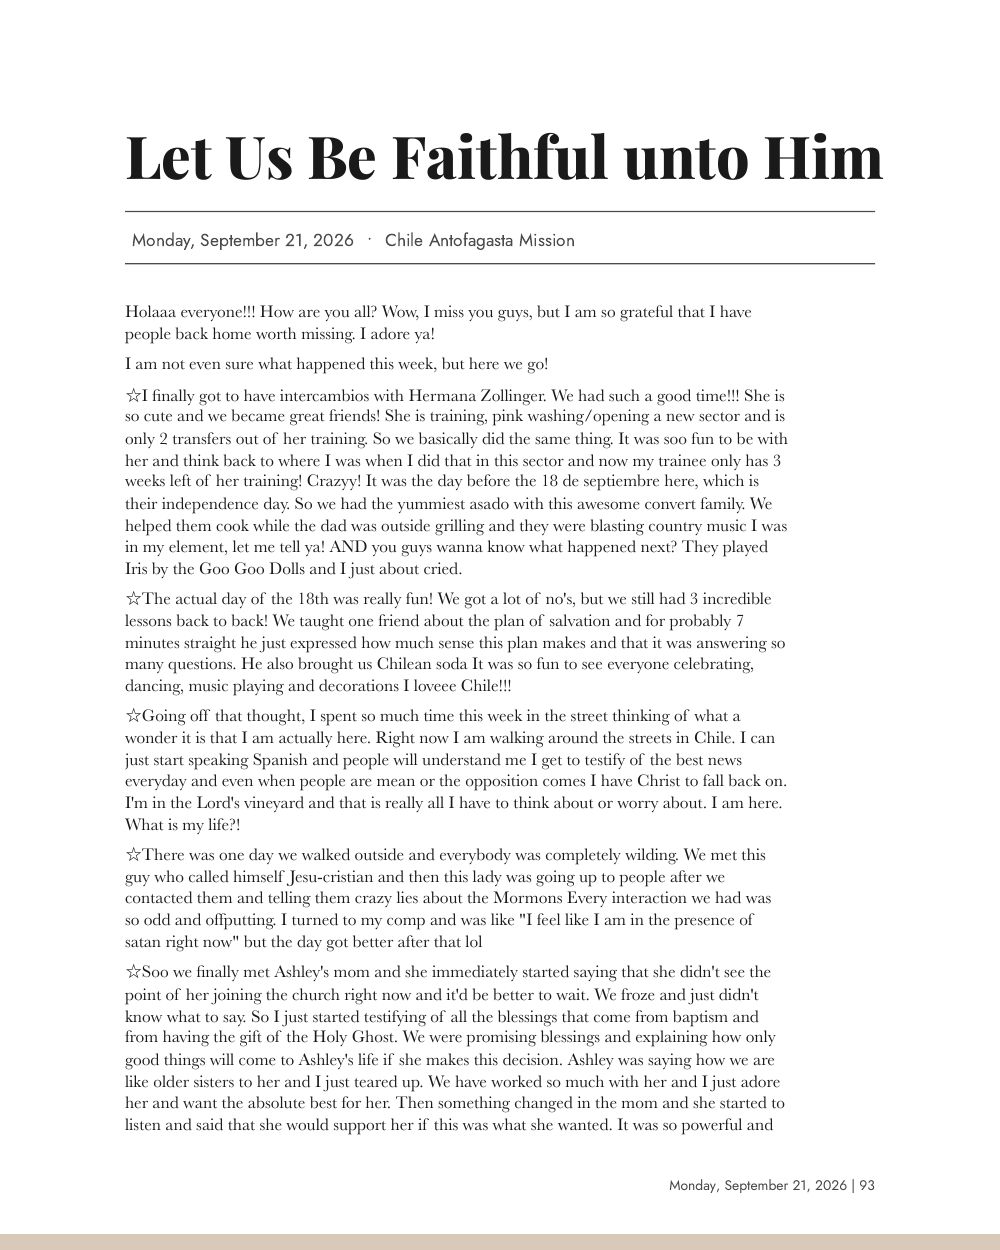 Let Us Be Faithful unto Him
Monday, September 21, 2026 · Chile Antofagasta Mission
Holaaa everyone!!! How are you all? Wow, I miss you guys, but I am so grateful that I have
people back home worth missing. I adore ya!
I am not even sure what happened this week, but here we go!
☆I finally got to have intercambios with Hermana Zollinger. We had such a good time!!! She is
so cute and we became great friends! She is training, pink washing/opening a new sector and is
only 2 transfers out of her training. So we basically did the same thing. It was soo fun to be with
her and think back to where I was when I did that in this sector and now my trainee only has 3
weeks left of her training! Crazyy! It was the day before the 18 de septiembre here, which is
their independence day. So we had the yummiest asado with this awesome convert family. We
helped them cook while the dad was outside grilling and they were blasting country music I was
in my element, let me tell ya! AND you guys wanna know what happened next? They played
Iris by the Goo Goo Dolls and I just about cried.
☆The actual day of the 18th was really fun! We got a lot of no's, but we still had 3 incredible
lessons back to back! We taught one friend about the plan of salvation and for probably 7
minutes straight he just expressed how much sense this plan makes and that it was answering so
many questions. He also brought us Chilean soda It was so fun to see everyone celebrating,
dancing, music playing and decorations I loveee Chile!!!
☆Going off that thought, I spent so much time this week in the street thinking of what a
wonder it is that I am actually here. Right now I am walking around the streets in Chile. I can
just start speaking Spanish and people will understand me I get to testify of the best news
everyday and even when people are mean or the opposition comes I have Christ to fall back on.
I'm in the Lord's vineyard and that is really all I have to think about or worry about. I am here.
What is my life?!
☆There was one day we walked outside and everybody was completely wilding. We met this
guy who called himself Jesu-cristian and then this lady was going up to people after we
contacted them and telling them crazy lies about the Mormons Every interaction we had was
so odd and offputting. I turned to my comp and was like "I feel like I am in the presence of
satan right now" but the day got better after that lol
☆Soo we finally met Ashley's mom and she immediately started saying that she didn't see the
point of her joining the church right now and it'd be better to wait. We froze and just didn't
know what to say. So I just started testifying of all the blessings that come from baptism and
from having the gift of the Holy Ghost. We were promising blessings and explaining how only
good things will come to Ashley's life if she makes this decision. Ashley was saying how we are
like older sisters to her and I just teared up. We have worked so much with her and I just adore
her and want the absolute best for her. Then something changed in the mom and she started to
listen and said that she would support her if this was what she wanted. It was so powerful and
Monday, September 21, 2026 | 93